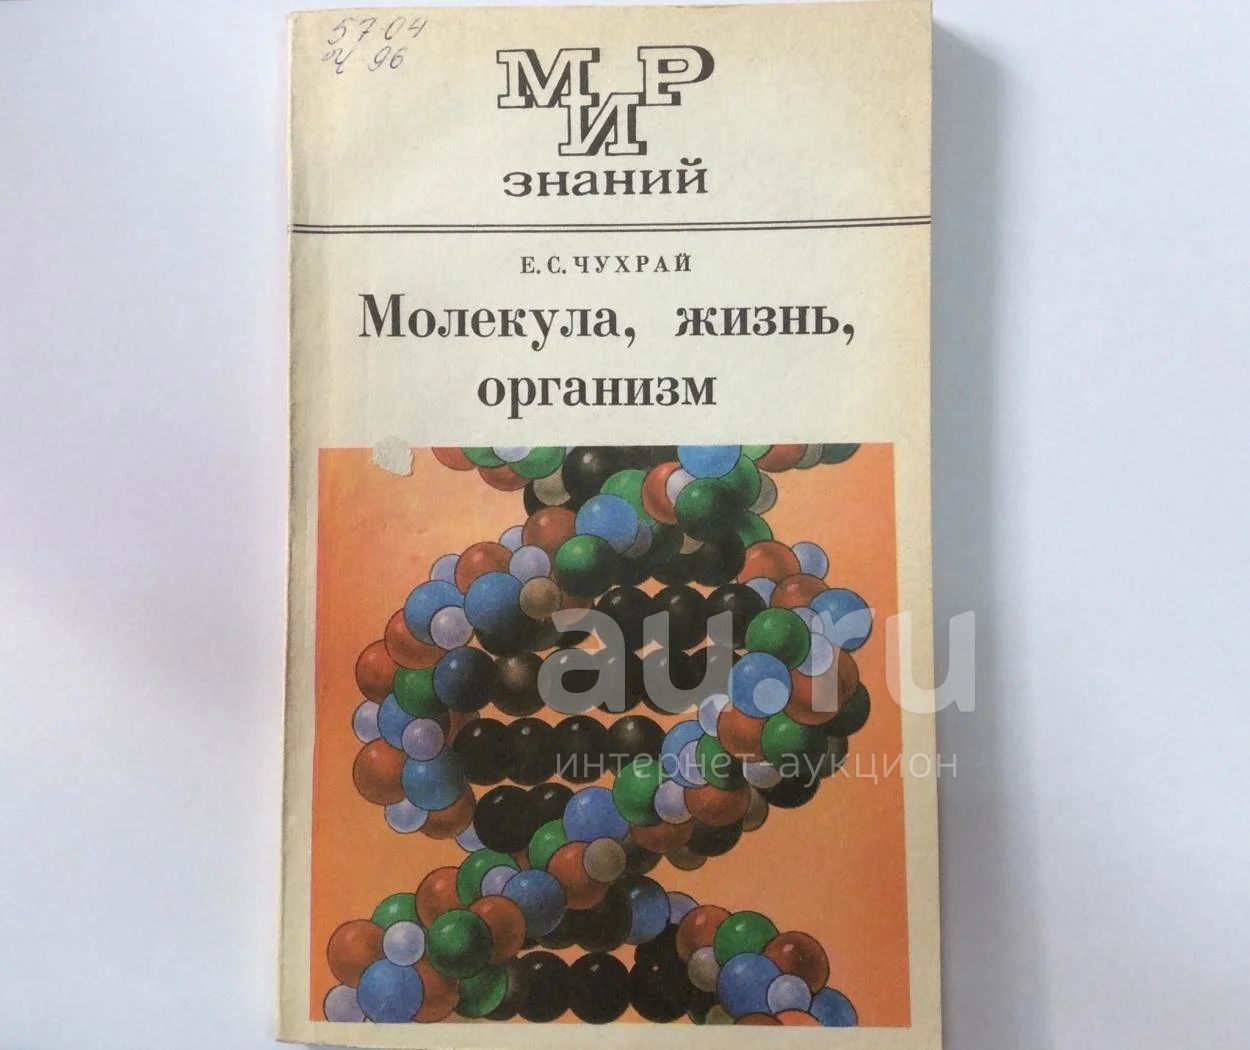 57.04
Ч 96
МИР
знаний
Е. С. ЧУХРАЙ
Молекула, жизнь,
организм
au.ru
интернет-аукцион